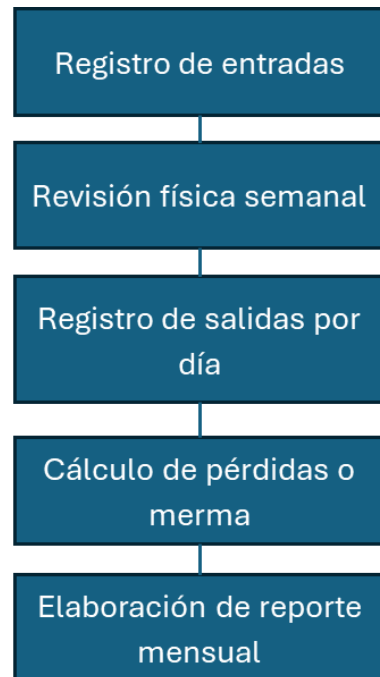 Registro de entradas
Revisión física semanal
Registro de salidas por
día
Cálculo de pérdidas o
merma
Elaboración de reporte
mensual